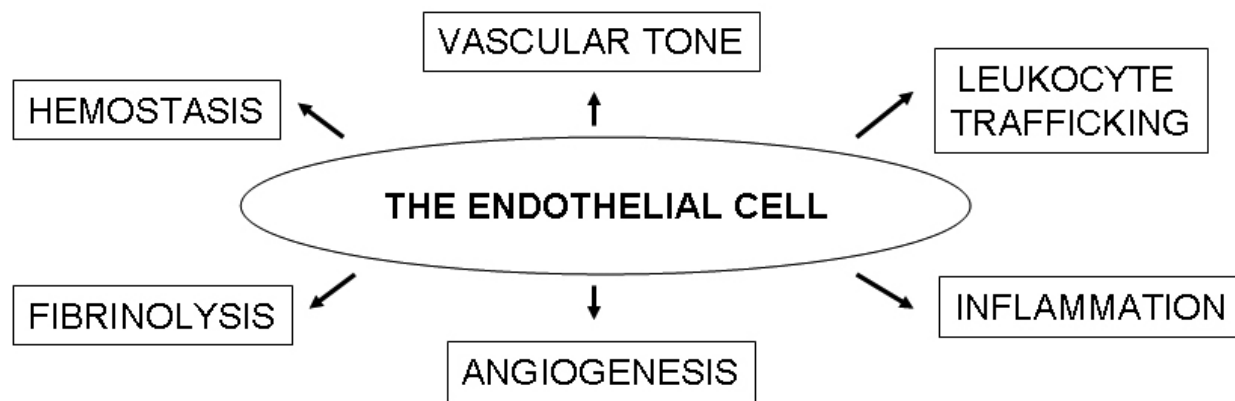 VASCULAR TONE
HEMOSTASIS
LEUKOCYTE
TRAFFICKING
THE ENDOTHELIAL CELL
FIBRINOLYSIS
INFLAMMATION
ANGIOGENESIS